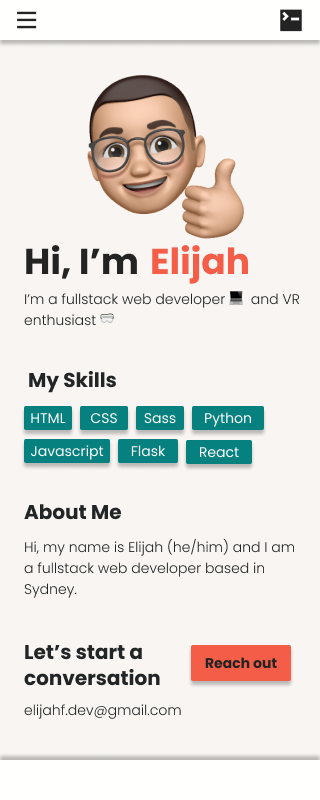 Hi, I’m Elijah
I’m a fullstack web developer 💻 and VR
enthusiast 🥽
My Skills
HTML CSS Sass Python
Javascript Flask React
About Me
Hi, my name is Elijah (he/him) and I am
a fullstack web developer based in
Sydney.
Let’s start a
conversation
Reach out
elijahf.dev@gmail.com